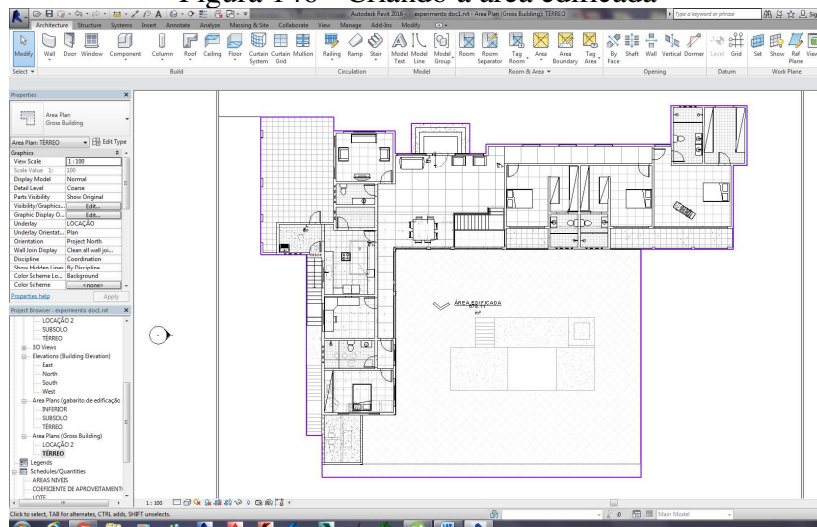 Figura 146 - Criando a área edificada
Autodesk Revit 2016 - experimento doc1.rvt - Area Plan (Gross Building): TÉRREO
Type a keyword or phrase
Architecture Structure Systems Insert Annotate Analyze Massing & Site Collaborate View Manage Add-Ins Modify
Modify Wall Door Window Component Column Roof Ceiling Floor Curtain System Curtain Grid Mullion Railing Ramp Stair Model Text Model Line Model Group Room Room Separator Tag Room Area Area Boundary Tag Area By Face Shaft Wall Vertical Dormer Level Grid Set Show Ref Plane
Select Build Circulation Model Room & Area Opening Datum Work Plane
Properties
Area Plan
Gross Building
Area Plan: TÉRREO Edit Type
Graphics
View Scale 1 : 100
Scale Value 1: 100
Display Model Normal
Detail Level Coarse
Parts Visibility Show Original
Visibility/Graphics... Edit...
Graphic Display O... Edit...
Underlay LOCAÇÃO
Underlay Orientat... Plan
Orientation Project North
Wall Join Display Clean all wall joi...
Discipline Coordination
Show Hidden Lines By Discipline
Color Scheme Lo... Background
Color Scheme <none>
Properties help Apply
Project Browser - experimento doc1.rvt
LOCAÇÃO 2
SUBSOLO
TÉRREO
3D Views
Elevations (Building Elevation)
East
North
South
West
Area Plans (gabarito de edificação
INFERIOR
SUBSOLO
TÉRREO
Area Plans (Gross Building)
LOCAÇÃO 2
TÉRREO
Legends
Schedules/Quantities
AREAS NIVEIS
COEFICIENTE DE APROVEITAMENT
LOTE
ÁREA EDIFICADA
m²
1 : 100
Click to select, TAB for alternates, CTRL adds, SHIFT unselects.
:0 Main Model